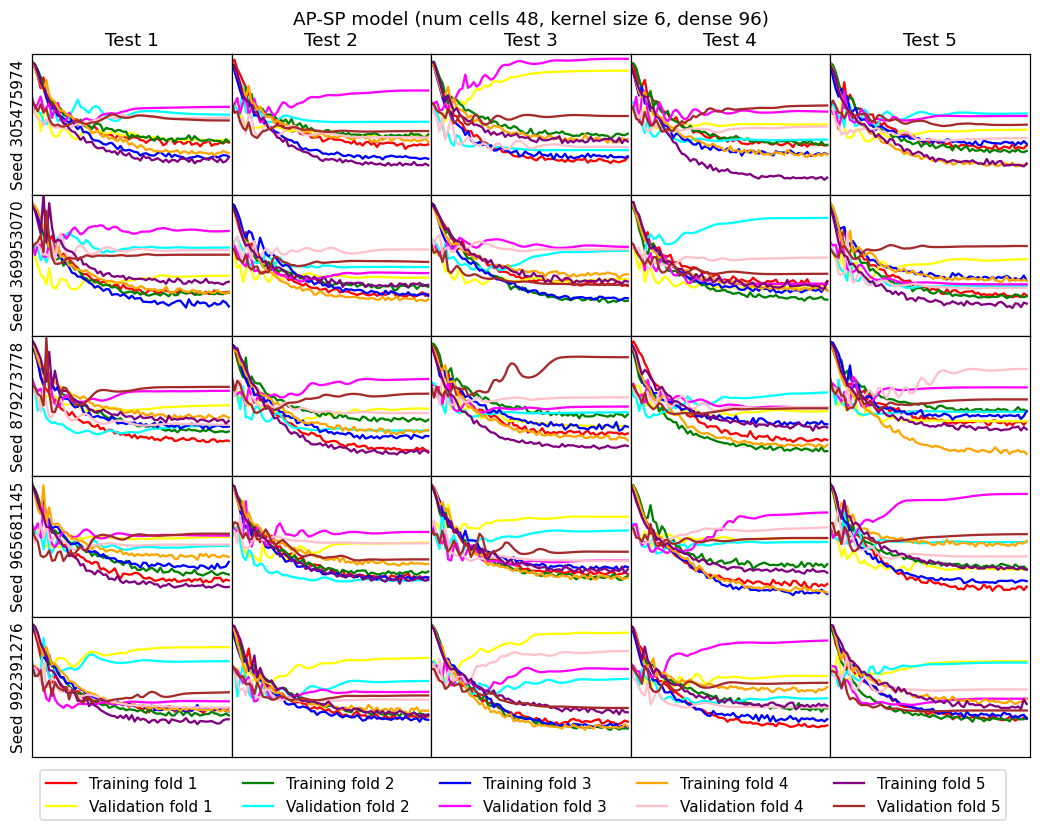 AP-SP model (num cells 48, kernel size 6, dense 96)
Test 1 Test 2 Test 3 Test 4 Test 5
Seed 305475974
Seed 369953070
Seed 879273778
Seed 965681145
Seed 992391276
Training fold 1 Training fold 2 Training fold 3 Training fold 4 Training fold 5
Validation fold 1 Validation fold 2 Validation fold 3 Validation fold 4 Validation fold 5